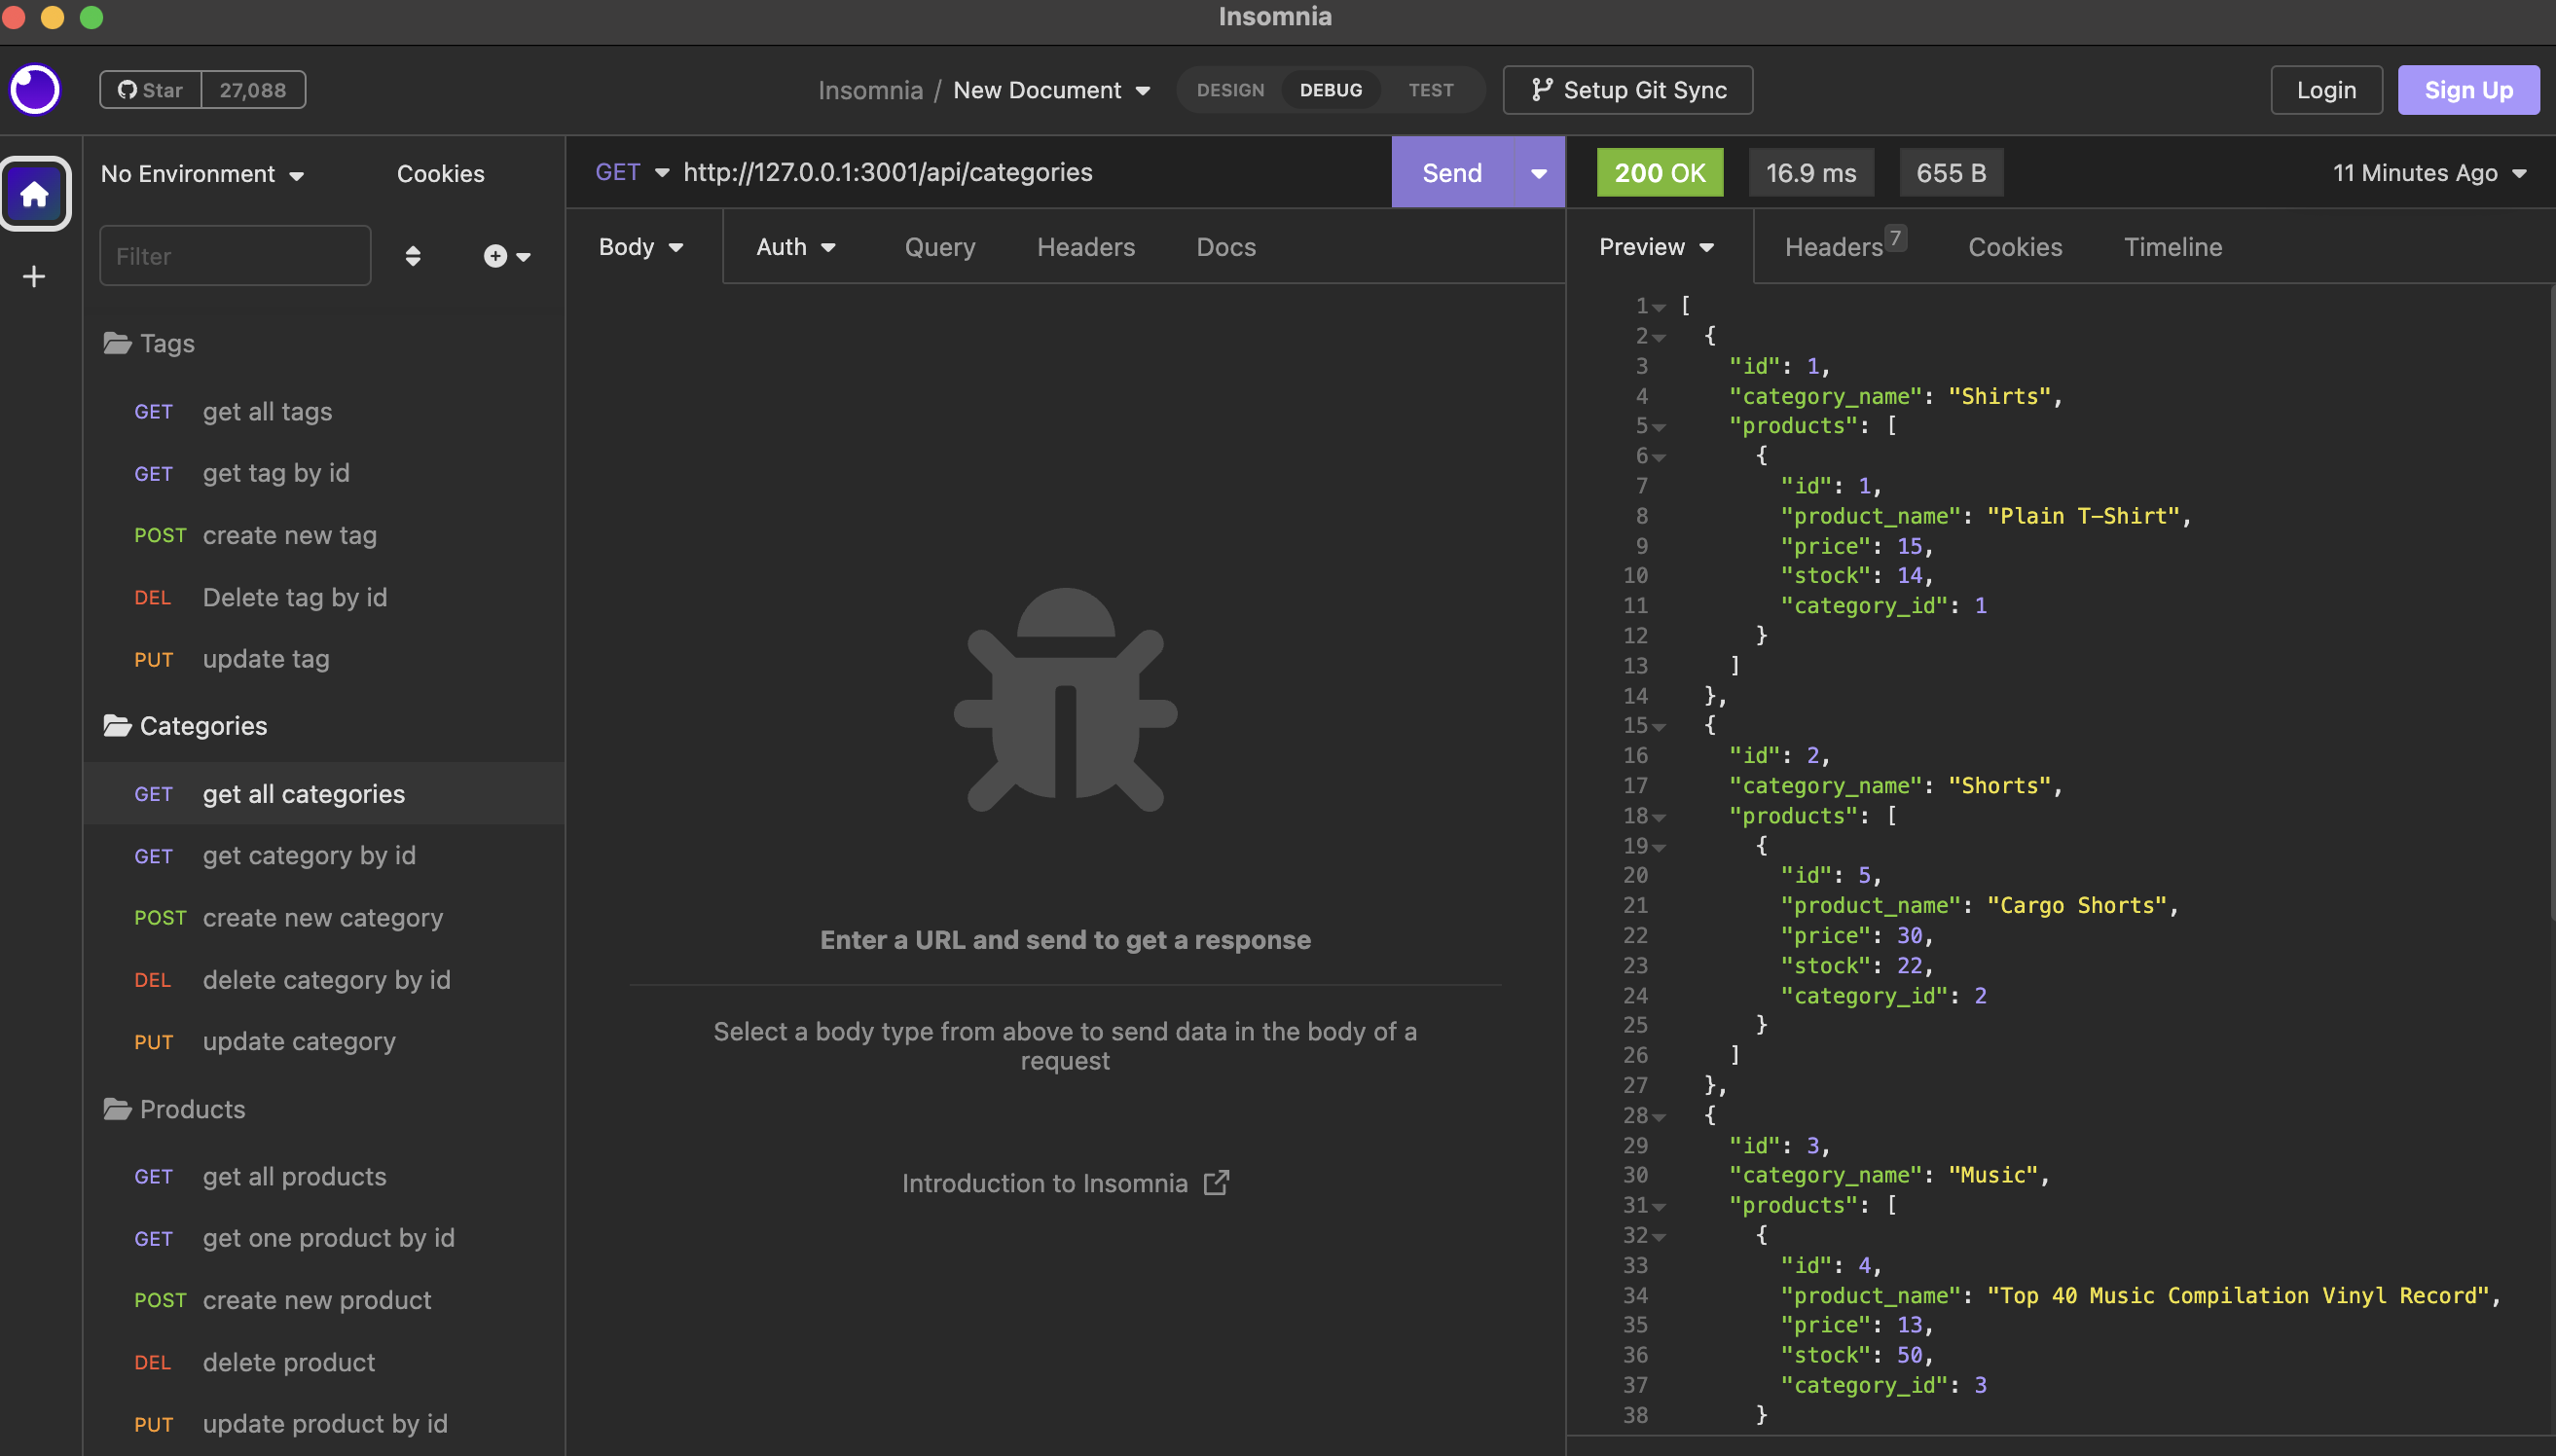 Insomnia
Star 27,088
Insomnia / New Document
DESIGN DEBUG TEST
Setup Git Sync
Login
Sign Up
No Environment
Cookies
Filter
Tags
GET get all tags
GET get tag by id
POST create new tag
DEL Delete tag by id
PUT update tag
Categories
GET get all categories
GET get category by id
POST create new category
DEL delete category by id
PUT update category
Products
GET get all products
GET get one product by id
POST create new product
DEL delete product
PUT update product by id
GET http://127.0.0.1:3001/api/categories
Send
Body Auth Query Headers Docs
Enter a URL and send to get a response
Select a body type from above to send data in the body of a
request
Introduction to Insomnia
200 OK 16.9 ms 655 B 11 Minutes Ago
Preview Headers 7 Cookies Timeline
1 [
2 {
3 "id": 1,
4 "category_name": "Shirts",
5 "products": [
6 {
7 "id": 1,
8 "product_name": "Plain T-Shirt",
9 "price": 15,
10 "stock": 14,
11 "category_id": 1
12 }
13 ]
14 },
15 {
16 "id": 2,
17 "category_name": "Shorts",
18 "products": [
19 {
20 "id": 5,
21 "product_name": "Cargo Shorts",
22 "price": 30,
23 "stock": 22,
24 "category_id": 2
25 }
26 ]
27 },
28 {
29 "id": 3,
30 "category_name": "Music",
31 "products": [
32 {
33 "id": 4,
34 "product_name": "Top 40 Music Compilation Vinyl Record",
35 "price": 13,
36 "stock": 50,
37 "category_id": 3
38 }